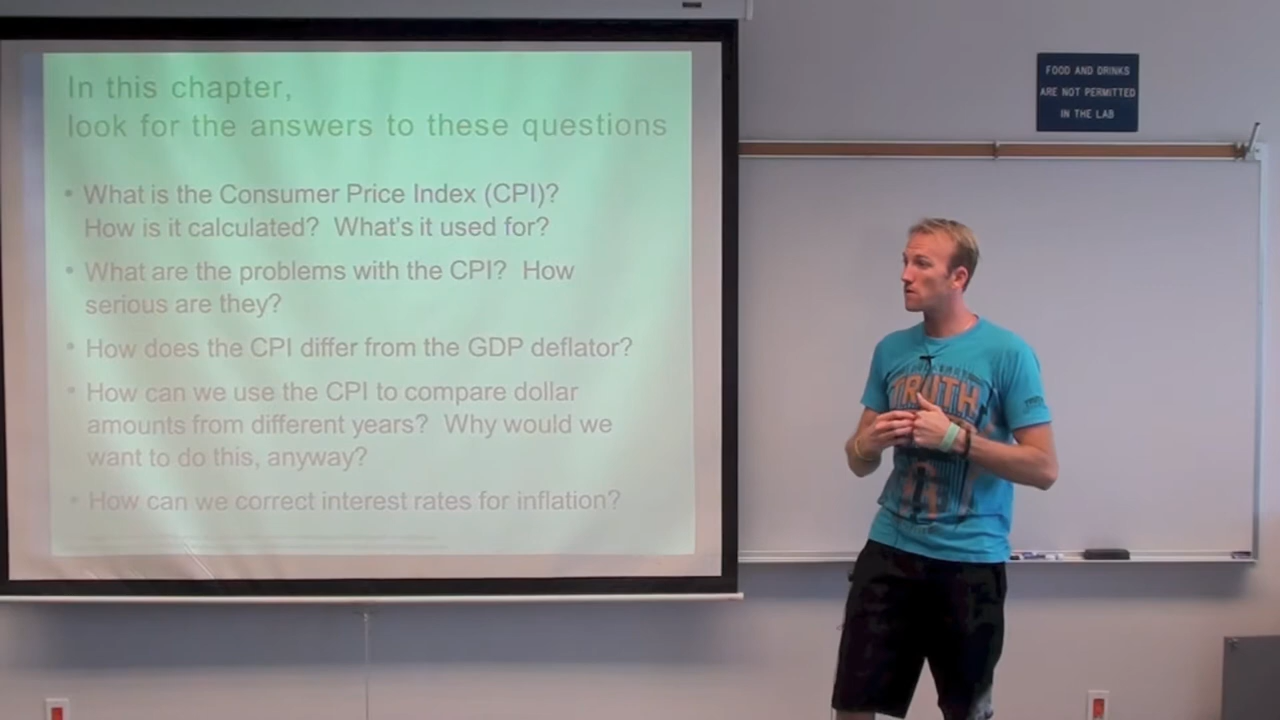 In this chapter,
look for the answers to these questions
• What is the Consumer Price Index (CPI)?
How is it calculated? What's it used for?
• What are the problems with the CPI? How
serious are they?
• How does the CPI differ from the GDP deflator?
• How can we use the CPI to compare dollar
amounts from different years? Why would we
want to do this, anyway?
• How can we correct interest rates for inflation?
FOOD AND DRINKS
ARE NOT PERMITTED
IN THE LAB
TRUTH